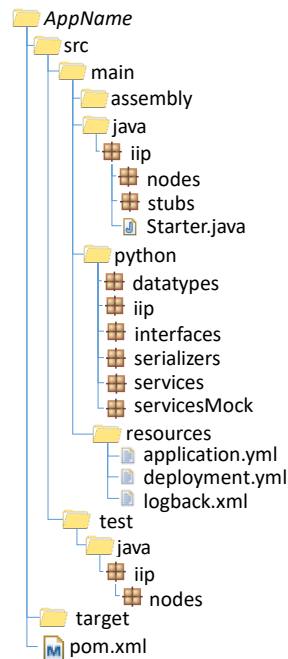 AppName
src
main
assembly
java
iip
nodes
stubs
Starter.java
python
datatypes
iip
interfaces
serializers
services
servicesMock
resources
application.yml
deployment.yml
logback.xml
test
java
iip
nodes
target
pom.xml